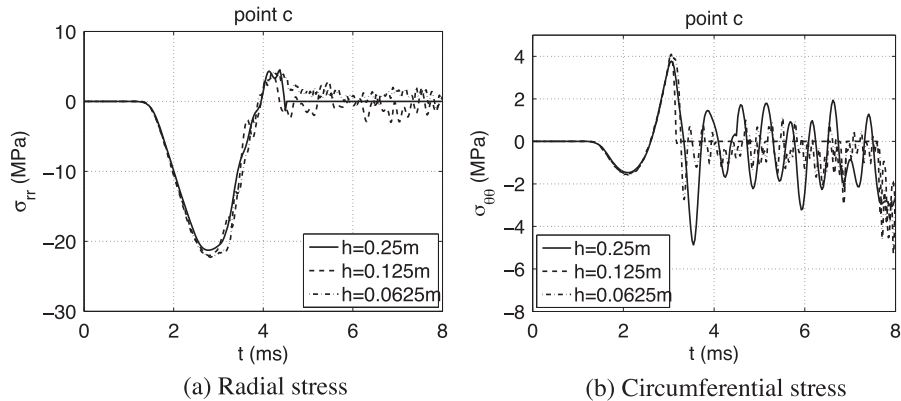 point c
10
0
−10
−20
−30
σrr (MPa)
h=0.25m
h=0.125m
h=0.0625m
0 2 4 6 8
t (ms)
(a) Radial stress
point c
4
2
0
−2
−4
−6
−8
σθθ (MPa)
h=0.25m
h=0.125m
h=0.0625m
0 2 4 6 8
t (ms)
(b) Circumferential stress